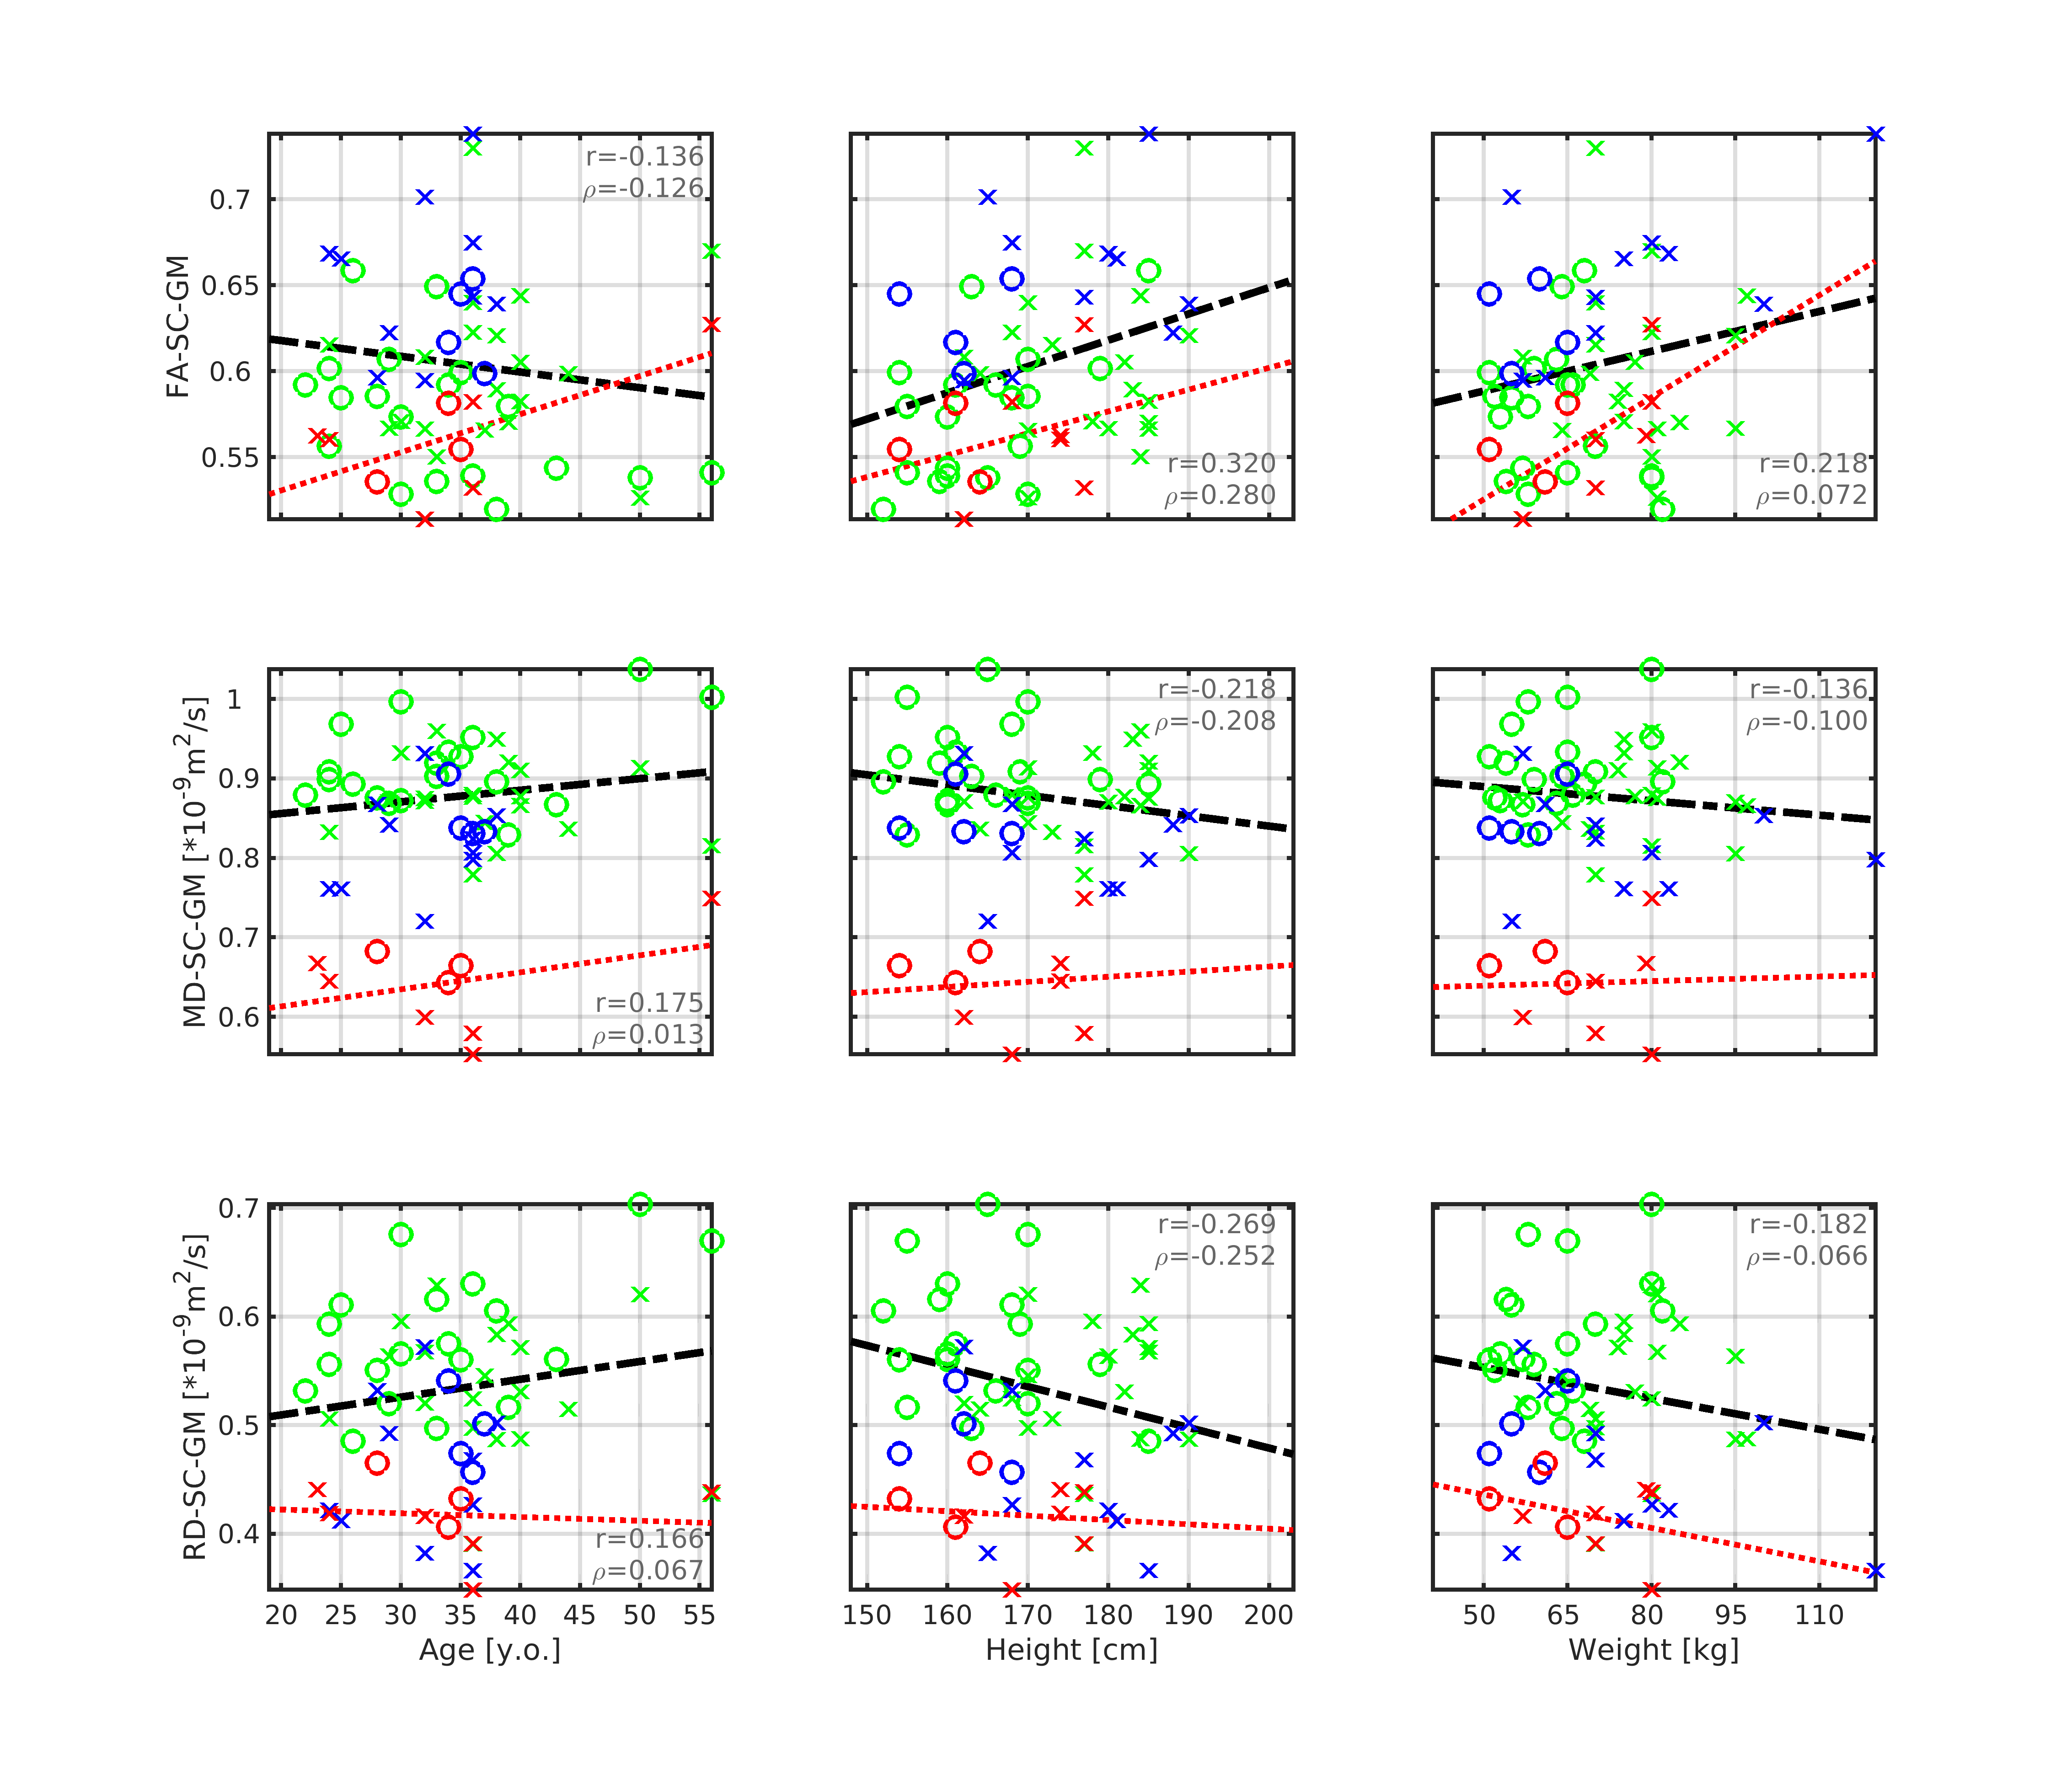 r=-0.136
ρ=-0.126
0.7
0.65
0.6
0.55
FA-SC-GM
r=0.320
ρ=0.280
r=0.218
ρ=0.072
1
0.9
0.8
0.7
0.6
MD-SC-GM [*10⁻⁹m²/s]
r=0.175
ρ=0.013
r=-0.218
ρ=-0.208
r=-0.136
ρ=-0.100
0.7
0.6
0.5
0.4
RD-SC-GM [*10⁻⁹m²/s]
r=0.166
ρ=0.067
r=-0.269
ρ=-0.252
r=-0.182
ρ=-0.066
20 25 30 35 40 45 50 55
Age [y.o.]
150 160 170 180 190 200
Height [cm]
50 65 80 95 110
Weight [kg]